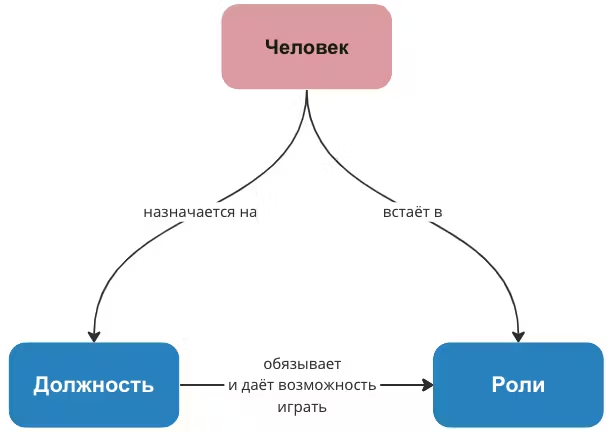 Человек
назначается на
встаёт в
Должность
обязывает
и даёт возможность
играть
Роли